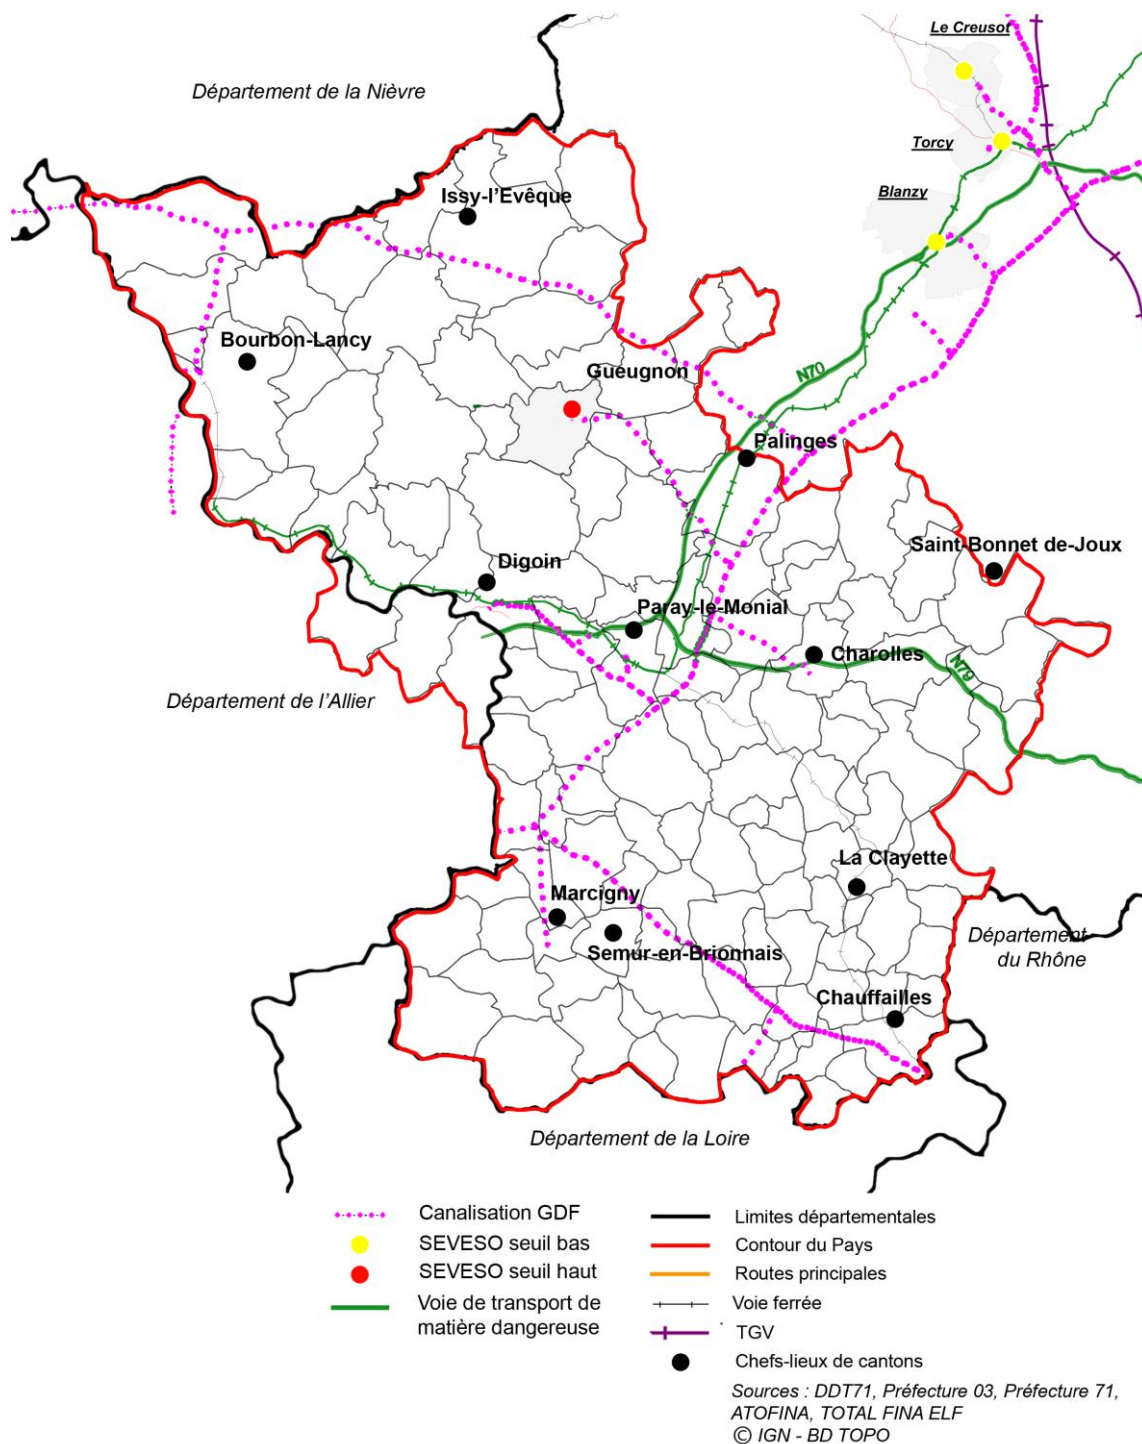 Le Creusot
Département de la Nièvre
Torcy
Issy-l'Evêque
Blanzy
Bourbon-Lancy
Gueugnon
N70
Palinges
Saint-Bonnet de-Joux
Digoin
Paray-le-Monial
Charolles
N79
Département de l'Allier
La Clayette
Marcigny
Département
du Rhône
Semur-en-Brionnais
Chauffailles
Département de la Loire
Canalisation GDF
SEVESO seuil bas
SEVESO seuil haut
Voie de transport de
matière dangereuse
Limites départementales
Contour du Pays
Routes principales
Voie ferrée
TGV
Chefs-lieux de cantons
Sources : DDT71, Préfecture 03, Préfecture 71,
ATOFINA, TOTAL FINA ELF
© IGN - BD TOPO